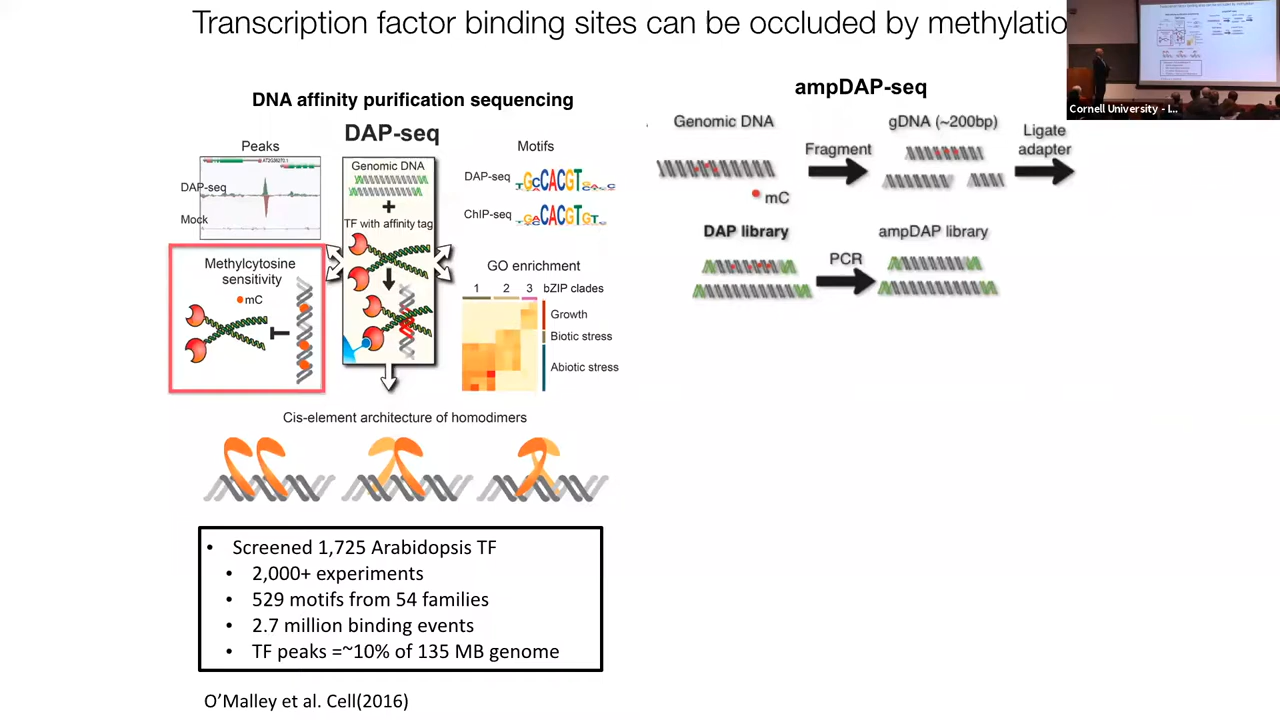 Transcription factor binding sites can be occluded by methylatio
Cornell University - I...
DNA affinity purification sequencing
DAP-seq
Peaks
AT2G36270.1
DAP-seq
Mock
Genomic DNA
+
TF with affinity tag
Motifs
DAP-seq
ChIP-seq
CACGT
CACGT
Methylcytosine
sensitivity
mC
GO enrichment
1 2 3 bZIP clades
Growth
Biotic stress
Abiotic stress
Cis-element architecture of homodimers
• Screened 1,725 Arabidopsis TF
• 2,000+ experiments
• 529 motifs from 54 families
• 2.7 million binding events
• TF peaks =~10% of 135 MB genome
O’Malley et al. Cell(2016)
ampDAP-seq
Genomic DNA
mC
Fragment
gDNA (~200bp)
Ligate
adapter
DAP library
PCR
ampDAP library